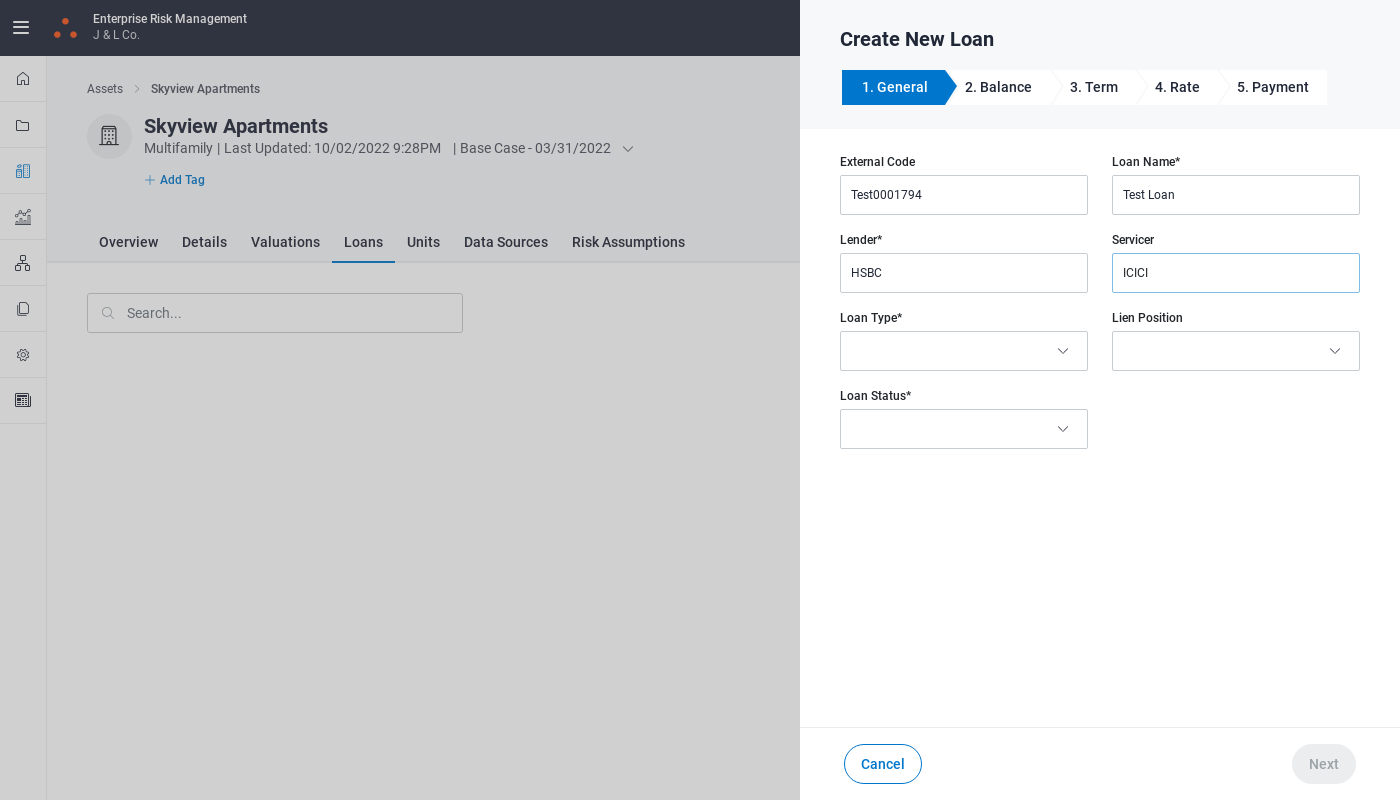 Enterprise Risk Management
J & L Co.
Assets
Skyview Apartments
Skyview Apartments
Multifamily | Last Updated: 10/02/2022 9:28PM | Base Case - 03/31/2022
Add Tag
Overview Details Valuations Loans Units Data Sources Risk Assumptions
Search...
Create New Loan
1. General 2. Balance 3. Term 4. Rate 5. Payment
External Code Loan Name*
Test0001794 Test Loan
Lender* Servicer
HSBC ICICI
Loan Type* Lien Position
Loan Status*
Cancel Next